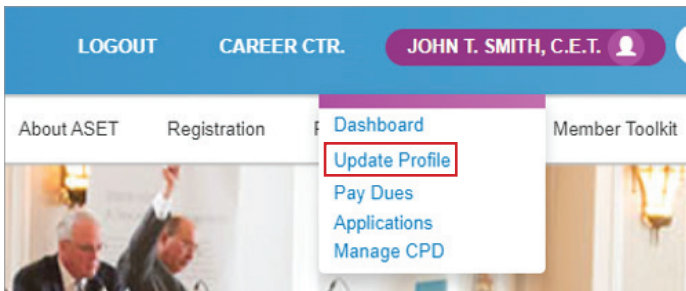 LOGOUT CAREER CTR. JOHN T. SMITH, C.E.T.
About ASET Registration Member Toolkit
Dashboard
Update Profile
Pay Dues
Applications
Manage CPD